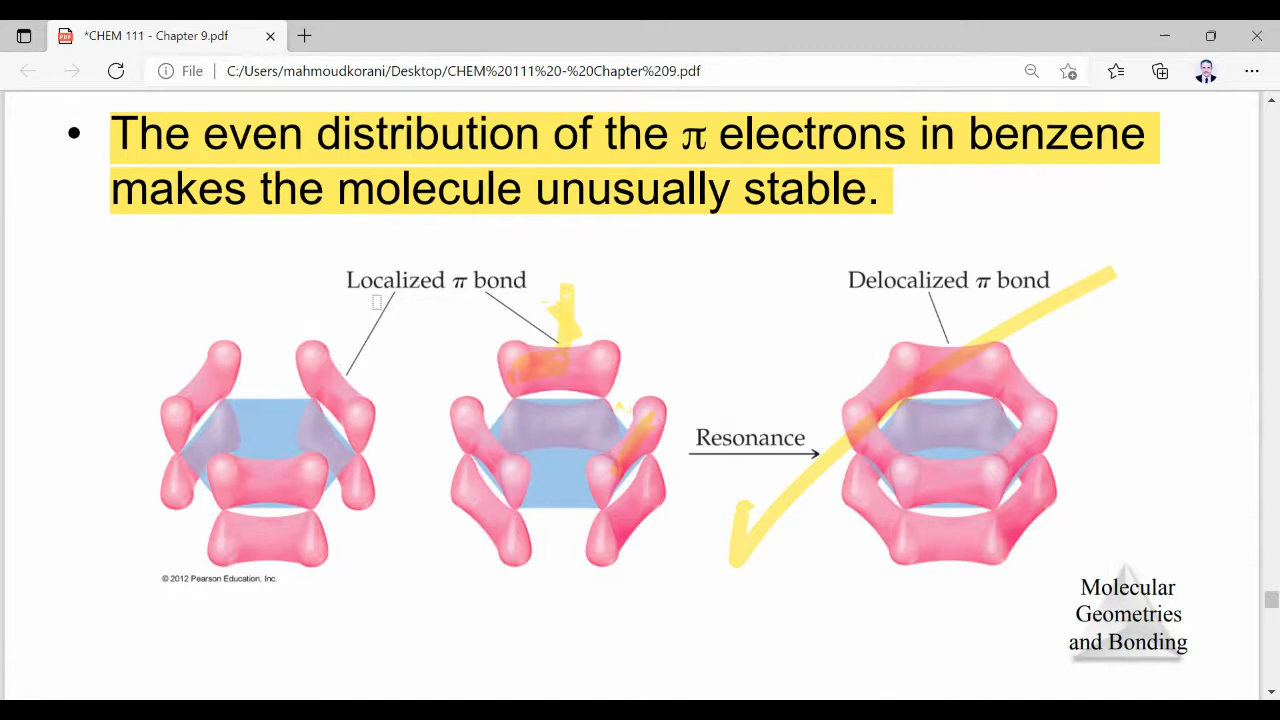 *CHEM 111 - Chapter 9.pdf
File
C:/Users/mahmoudkorani/Desktop/CHEM%20111%20-%20Chapter%209.pdf
• The even distribution of the π electrons in benzene
makes the molecule unusually stable.
Localized π bond
Delocalized π bond
Resonance
© 2012 Pearson Education, Inc.
Molecular
Geometries
and Bonding